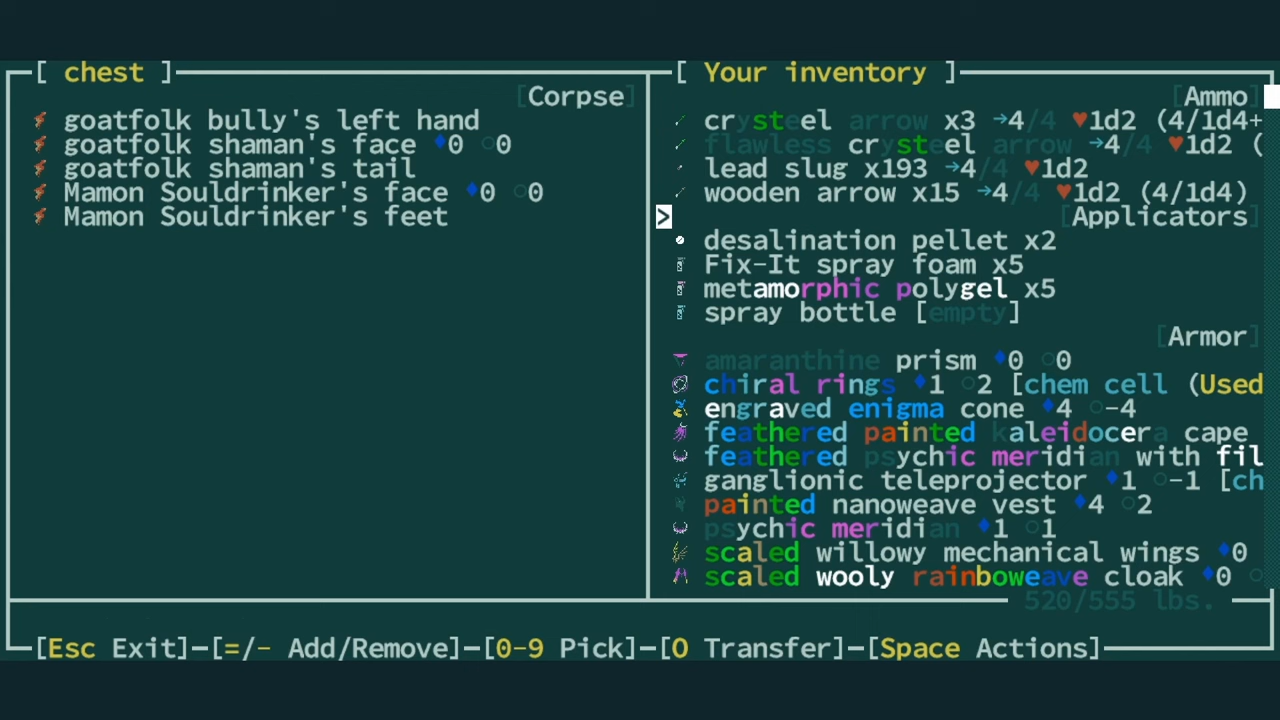 [ chest ]
[Corpse]
goatfolk bully's left hand
goatfolk shaman's face ♦0 ○0
goatfolk shaman's tail
Mamon Souldrinker's face ♦0 ○0
Mamon Souldrinker's feet
[ Your inventory ]
[Ammo]
crysteel arrow x3 →4/4 ♥1d2 (4/1d4+
flawless crysteel arrow →4/4 ♥1d2 (
lead slug x193 →4/4 ♥1d2
wooden arrow x15 →4/4 ♥1d2 (4/1d4)
> [Applicators]
desalination pellet x2
Fix-It spray foam x5
metamorphic polygel x5
spray bottle [empty]
[Armor]
amaranthine prism ♦0 ○0
chiral rings ♦1 ○2 [chem cell (Used
engraved enigma cone ♦4 ○-4
feathered painted kaleidocera cape
feathered psychic meridian with fil
ganglionic teleprojector ♦1 ○-1 [ch
painted nanoweave vest ♦4 ○2
psychic meridian ♦1 ○1
scaled willowy mechanical wings ♦0
scaled wooly rainboweave cloak ♦0 ○
520/555 lbs.
[Esc Exit]-[=/- Add/Remove]-[0-9 Pick]-[O Transfer]-[Space Actions]